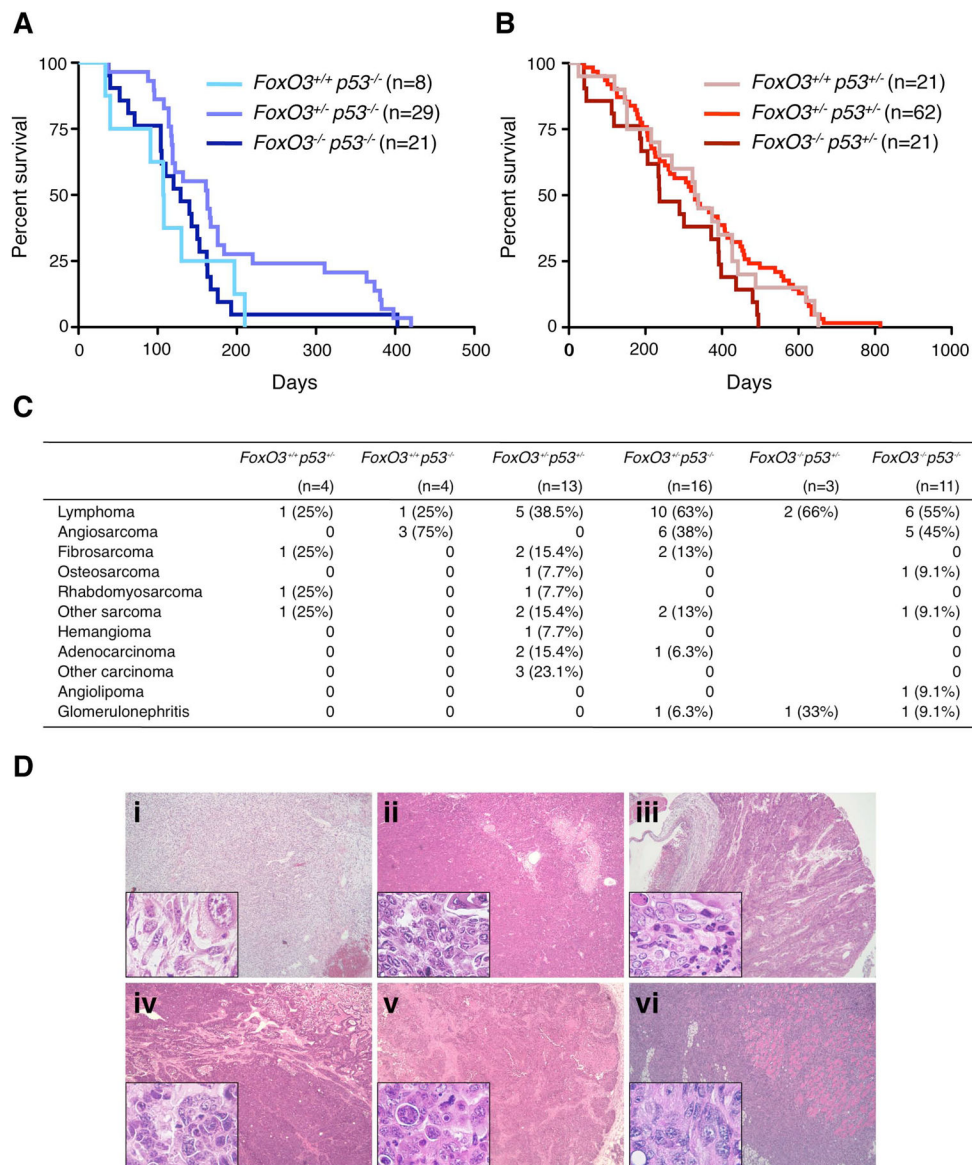 A
B
Percent survival
100
75
50
25
0
0
100
200
300
400
500
Days
FoxO3+/+ p53-/- (n=8)
FoxO3+/- p53-/- (n=29)
FoxO3-/- p53-/- (n=21)
Percent survival
100
75
50
25
0
0
200
400
600
800
1000
Days
FoxO3+/+ p53+/- (n=21)
FoxO3+/- p53+/- (n=62)
FoxO3-/- p53+/- (n=21)
C
FoxO3+/+p53+/- FoxO3+/+p53-/- FoxO3+/-p53+/- FoxO3+/-p53-/- FoxO3-/-p53+/- FoxO3-/-p53-/-
(n=4) (n=4) (n=13) (n=16) (n=3) (n=11)
Lymphoma 1 (25%) 1 (25%) 5 (38.5%) 10 (63%) 2 (66%) 6 (55%)
Angiosarcoma 0 3 (75%) 0 6 (38%) 5 (45%)
Fibrosarcoma 1 (25%) 0 2 (15.4%) 2 (13%) 0
Osteosarcoma 0 0 1 (7.7%) 0 1 (9.1%)
Rhabdomyosarcoma 1 (25%) 0 1 (7.7%) 0 0
Other sarcoma 1 (25%) 0 2 (15.4%) 2 (13%) 1 (9.1%)
Hemangioma 0 0 1 (7.7%) 0 0
Adenocarcinoma 0 0 2 (15.4%) 1 (6.3%) 0
Other carcinoma 0 0 3 (23.1%) 0 0
Angiolipoma 0 0 0 0 1 (9.1%)
Glomerulonephritis 0 0 0 1 (6.3%) 1 (33%) 1 (9.1%)
D
i
ii
iii
iv
v
vi